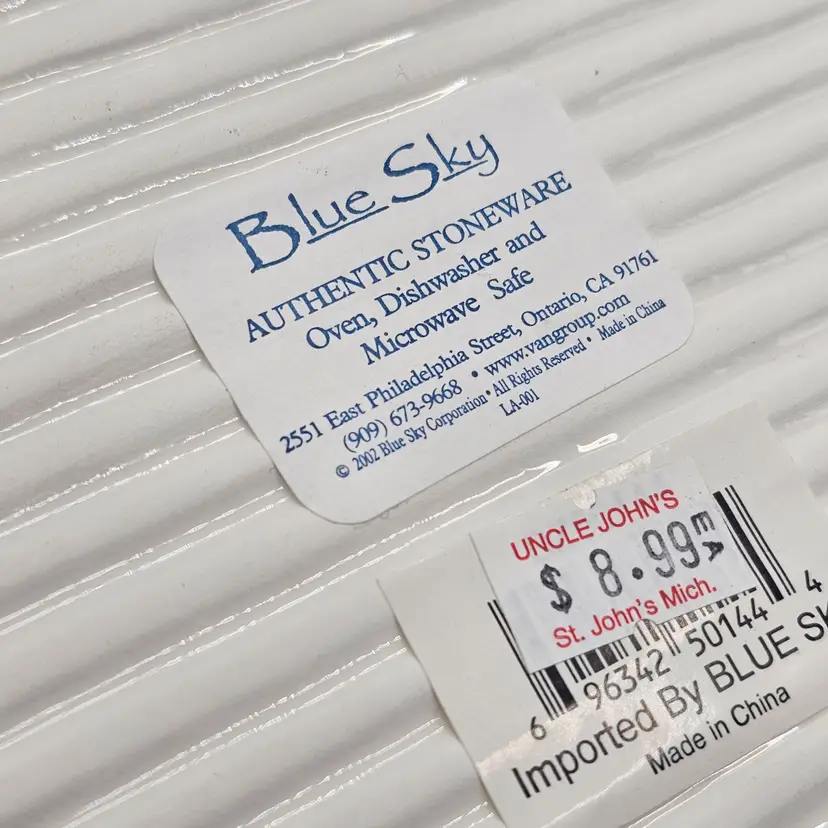 Blue Sky
AUTHENTIC STONEWARE
Oven, Dishwasher and
Microwave Safe
2551 East Philadelphia Street, Ontario, CA 91761
(909) 673-9668 • www.vangroup.com
© 2002 Blue Sky Corporation • All Rights Reserved • Made in China
LA-001
UNCLE JOHN'S
$ 8.99 EA
St. John's Mich.
6 96342 50144 4
Imported By BLUE SK
Made in China